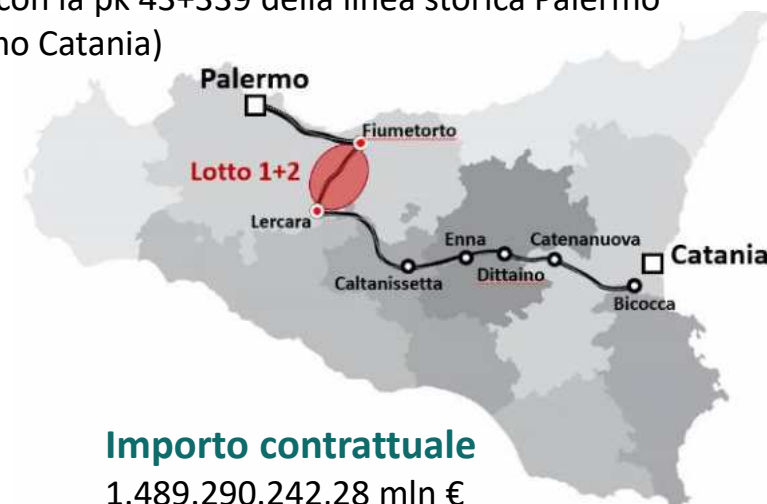 con la pk 43+339 della linea storica Palermo
no Catania)
Palermo
Fiumetorto
Lotto 1+2
Lercara
Enna
Catenanuova
Catania
Caltanissetta
Dittaino
Bicocca
Importo contrattuale
1.489.290.242,28 mln €